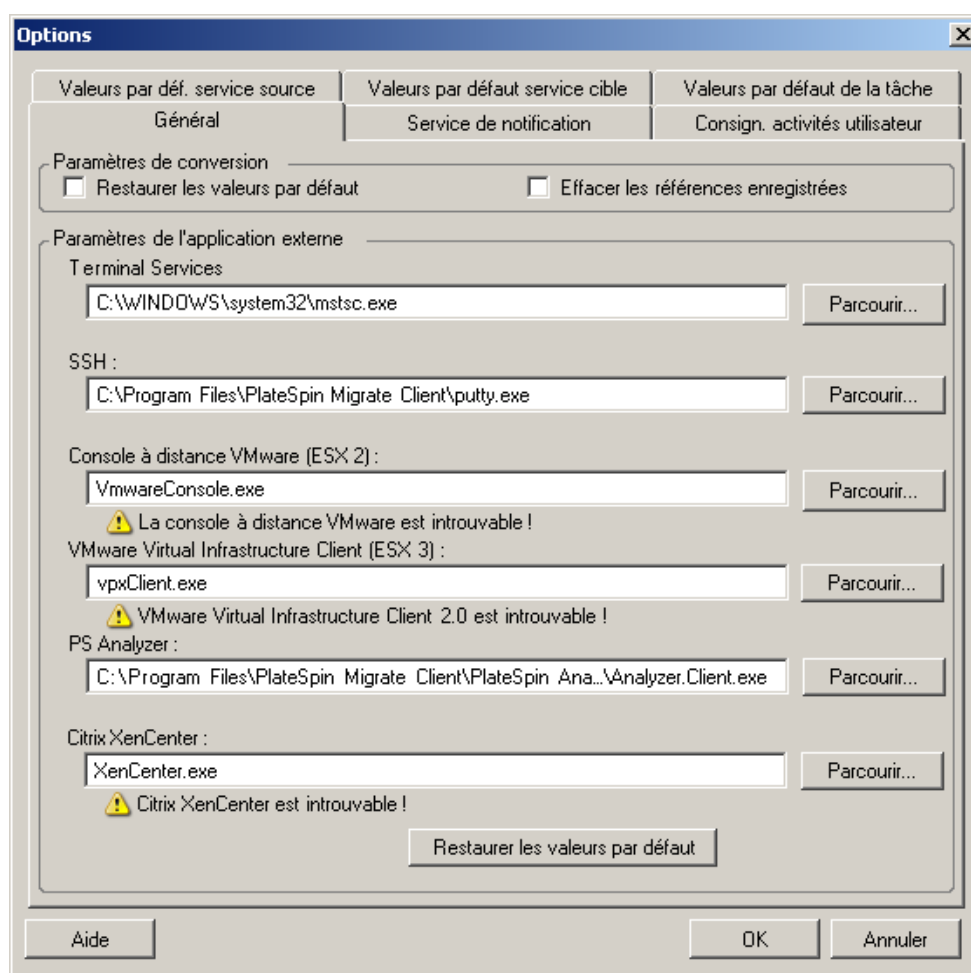 Options
Valeurs par déf. service source
Valeurs par défaut service cible
Valeurs par défaut de la tâche
Général
Service de notification
Consign. activités utilisateur
Paramètres de conversion
Restaurer les valeurs par défaut
Effacer les références enregistrées
Paramètres de l'application externe
Terminal Services
C:\WINDOWS\system32\mstsc.exe
Parcourir...
SSH :
C:\Program Files\PlateSpin Migrate Client\putty.exe
Parcourir...
Console à distance VMware (ESX 2) :
VmwareConsole.exe
Parcourir...
La console à distance VMware est introuvable !
VMware Virtual Infrastructure Client (ESX 3) :
vpxClient.exe
Parcourir...
VMware Virtual Infrastructure Client 2.0 est introuvable !
PS Analyzer :
C:\Program Files\PlateSpin Migrate Client\PlateSpin Ana...\Analyzer.Client.exe
Parcourir...
Citrix XenCenter :
XenCenter.exe
Parcourir...
Citrix XenCenter est introuvable !
Restaurer les valeurs par défaut
Aide
OK
Annuler